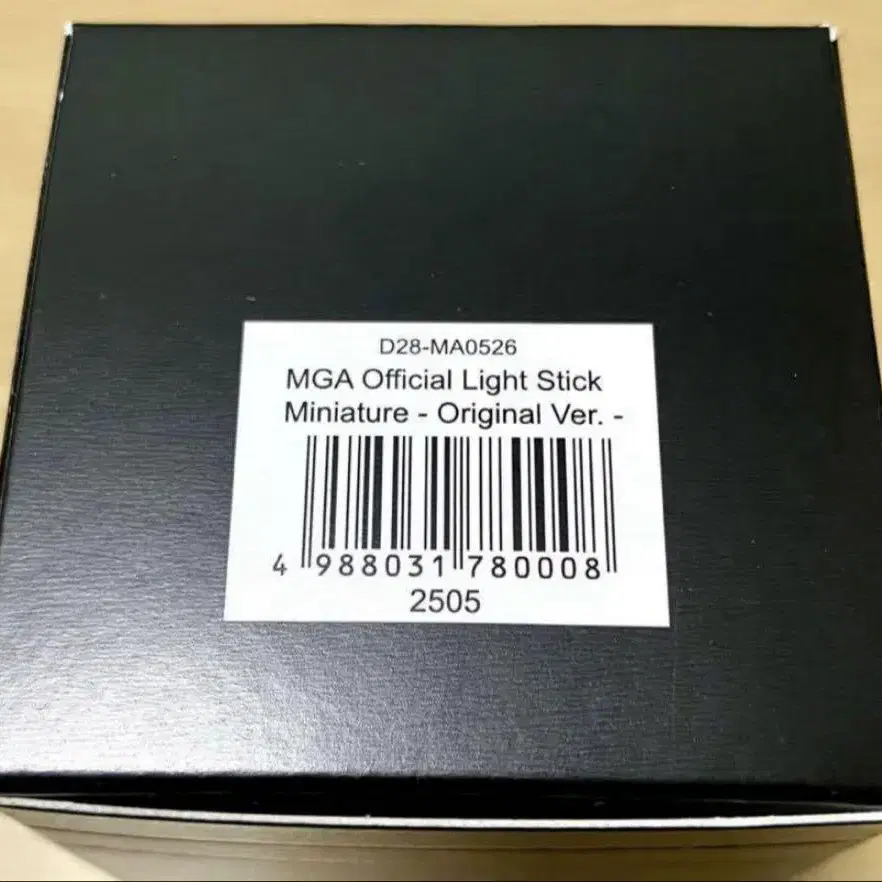 D28-MA0526
MGA Official Light Stick
Miniature - Original Ver. -
4 988031 780008
2505